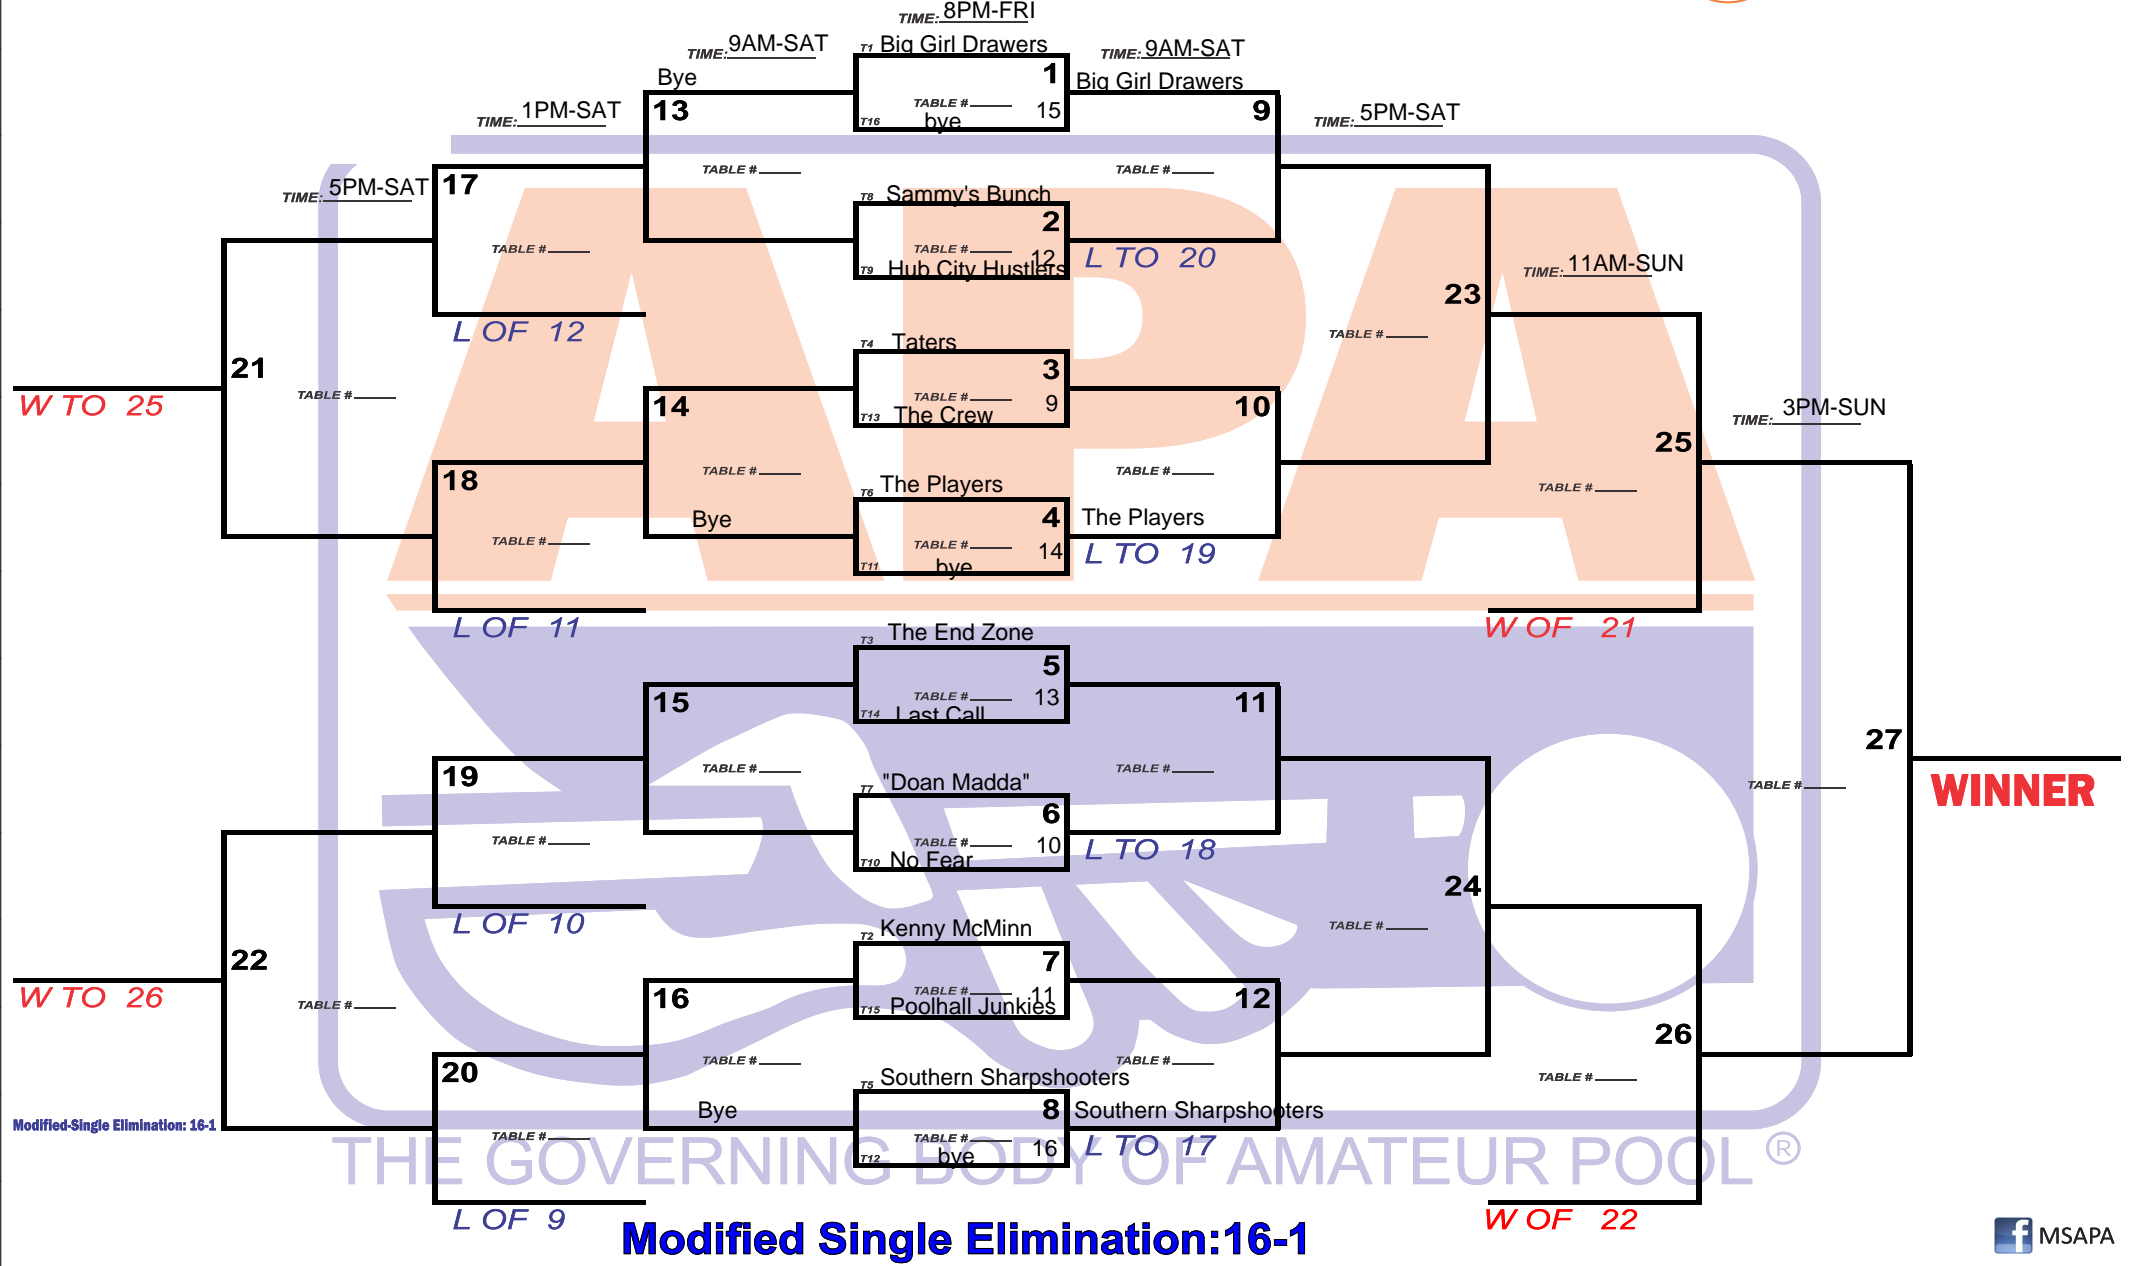 TIME: 8PM-FRI
TIME: 9AM-SAT
T1 Big Girl Drawers
TIME: 9AM-SAT
Bye
1
Big Girl Drawers
TIME: 1PM-SAT
13
TABLE # 15
9
TIME: 5PM-SAT
T16 bye
TABLE #
TABLE #
TIME: 5PM-SAT
17
T8 Sammy's Bunch
2
TABLE #
TABLE # 12
L TO 20
T9 Hub City Hustlers
TIME: 11AM-SUN
23
L OF 12
TABLE #
T4 Taters
21
3
TABLE #
TABLE # 9
W TO 25
14
10
TIME: 3PM-SUN
T13 The Crew
25
TABLE #
TABLE #
18
T6 The Players
TABLE #
Bye
4
The Players
TABLE #
TABLE # 14
L TO 19
T11 bye
L OF 11
W OF 21
T3 The End Zone
5
15
TABLE # 13
11
T14 Last Call
27
TABLE #
TABLE #
19
T7 "Doan Madda"
TABLE #
WINNER
6
TABLE #
TABLE # 10
L TO 18
T10 No Fear
24
L OF 10
TABLE #
T2 Kenny McMinn
22
7
TABLE # 11
W TO 26
16
12
TABLE #
T15 Poolhall Junkies
26
TABLE #
TABLE #
20
T5 Southern Sharpshooters
TABLE #
Bye
8
Southern Sharpshooters
Modified-Single Elimination: 16-1
TABLE #
TABLE # 16
L TO 17
T12 bye
APA
THE GOVERNING BODY OF AMATEUR POOL ®
L OF 9
W OF 22
Modified Single Elimination:16-1
f MSAPA